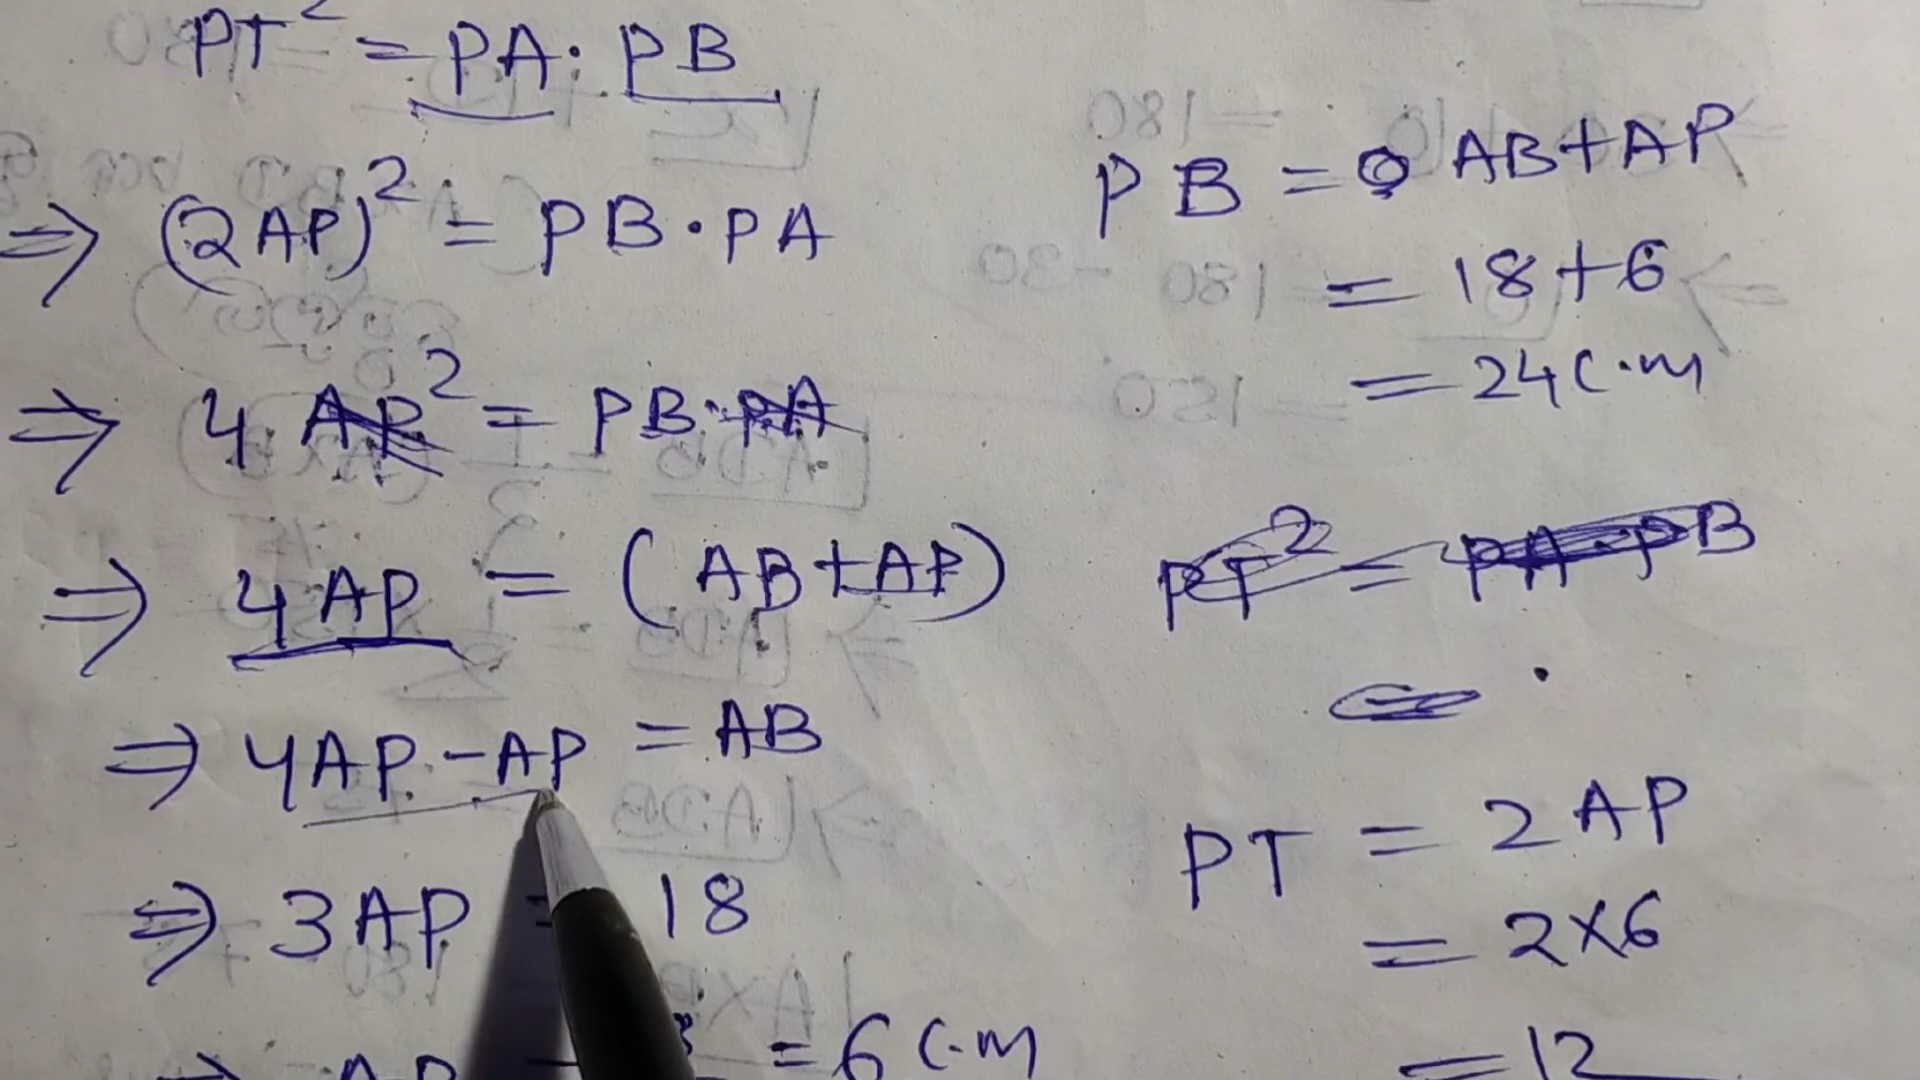 PT² = PA · PB
⇒ (2AP)² = PB · PA
⇒ 4 AP² = PB · PA
⇒ 4AP = (AB+AP)
⇒ 4AP - AP = AB
⇒ 3AP = 18
⇒ AP = = 6 C·m
PB = AB+AP
= 18+6
= 24 C·m
PT² = PA · PB
=
PT = 2AP
= 2×6
= 12